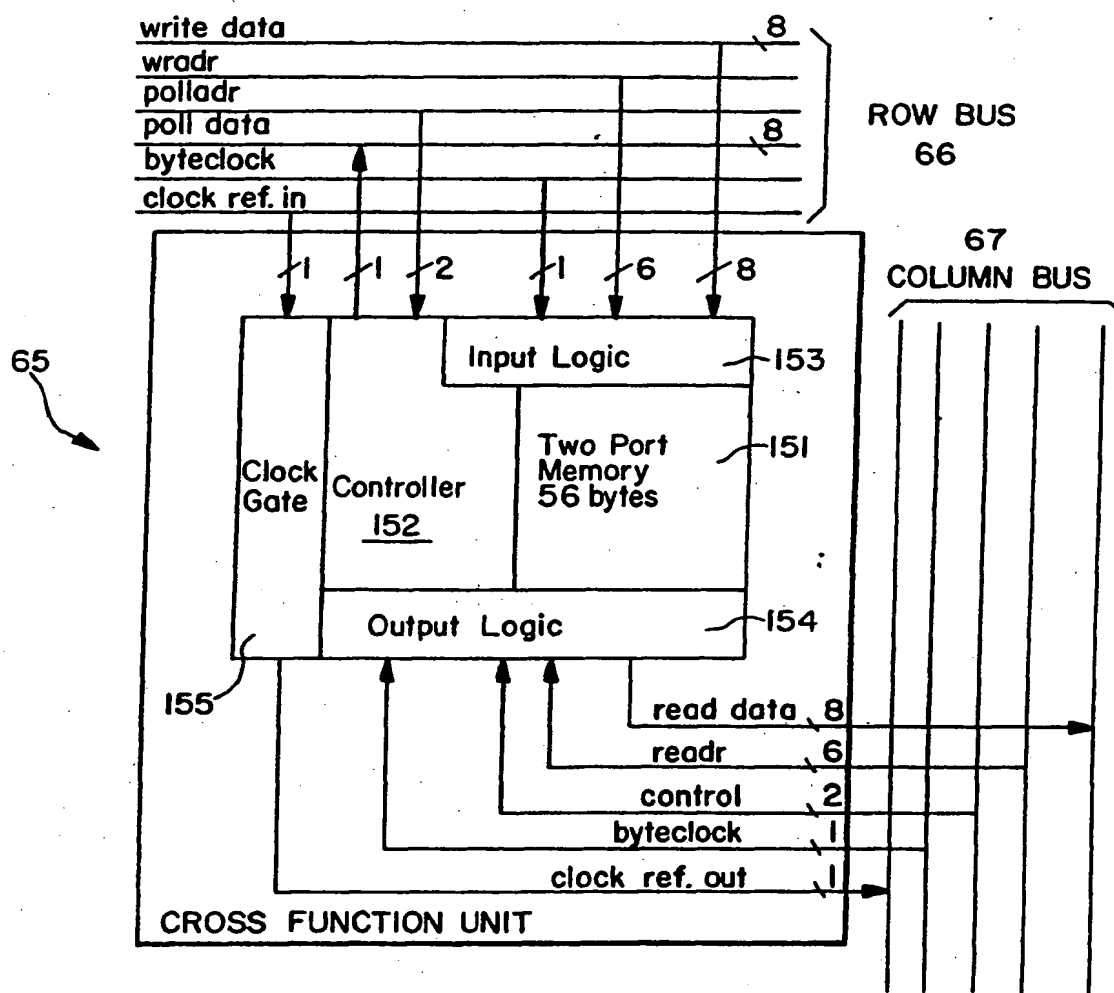 write data
8
wradr
polladr
poll data
8
byteclock
clock ref. in
ROW BUS
66
1
1
2
1
6
8
67
COLUMN BUS
65
Input Logic
153
Two Port
Memory
56 bytes
151
Clock
Gate
Controller
152
Output Logic
154
155
read data
8
readr
6
control
2
byteclock
1
clock ref. out
1
CROSS FUNCTION UNIT